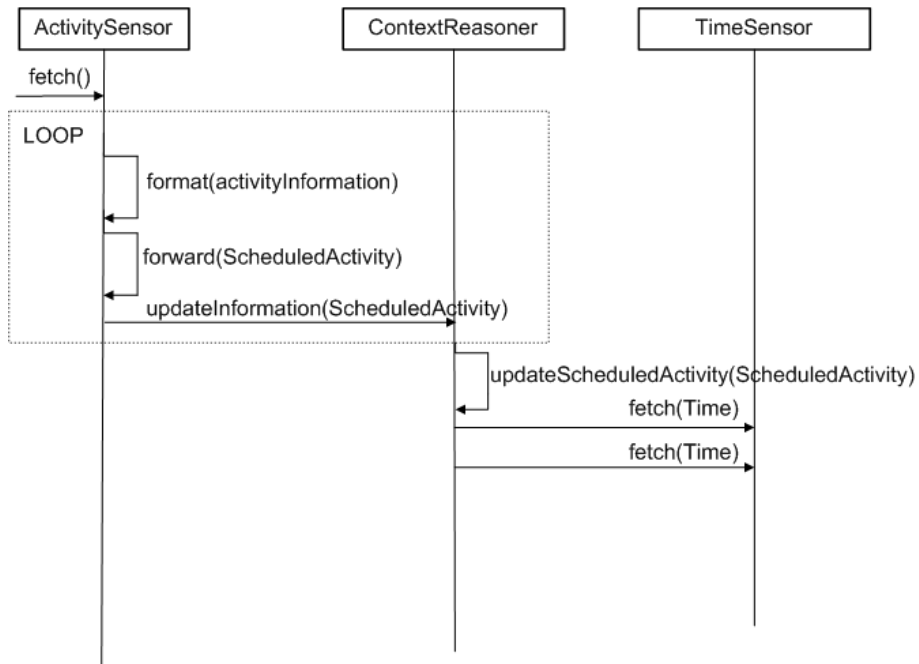 ActivitySensor
ContextReasoner
TimeSensor
fetch()
LOOP
format(activityInformation)
forward(ScheduledActivity)
updateInformation(ScheduledActivity)
updateScheduledActivity(ScheduledActivity)
fetch(Time)
fetch(Time)